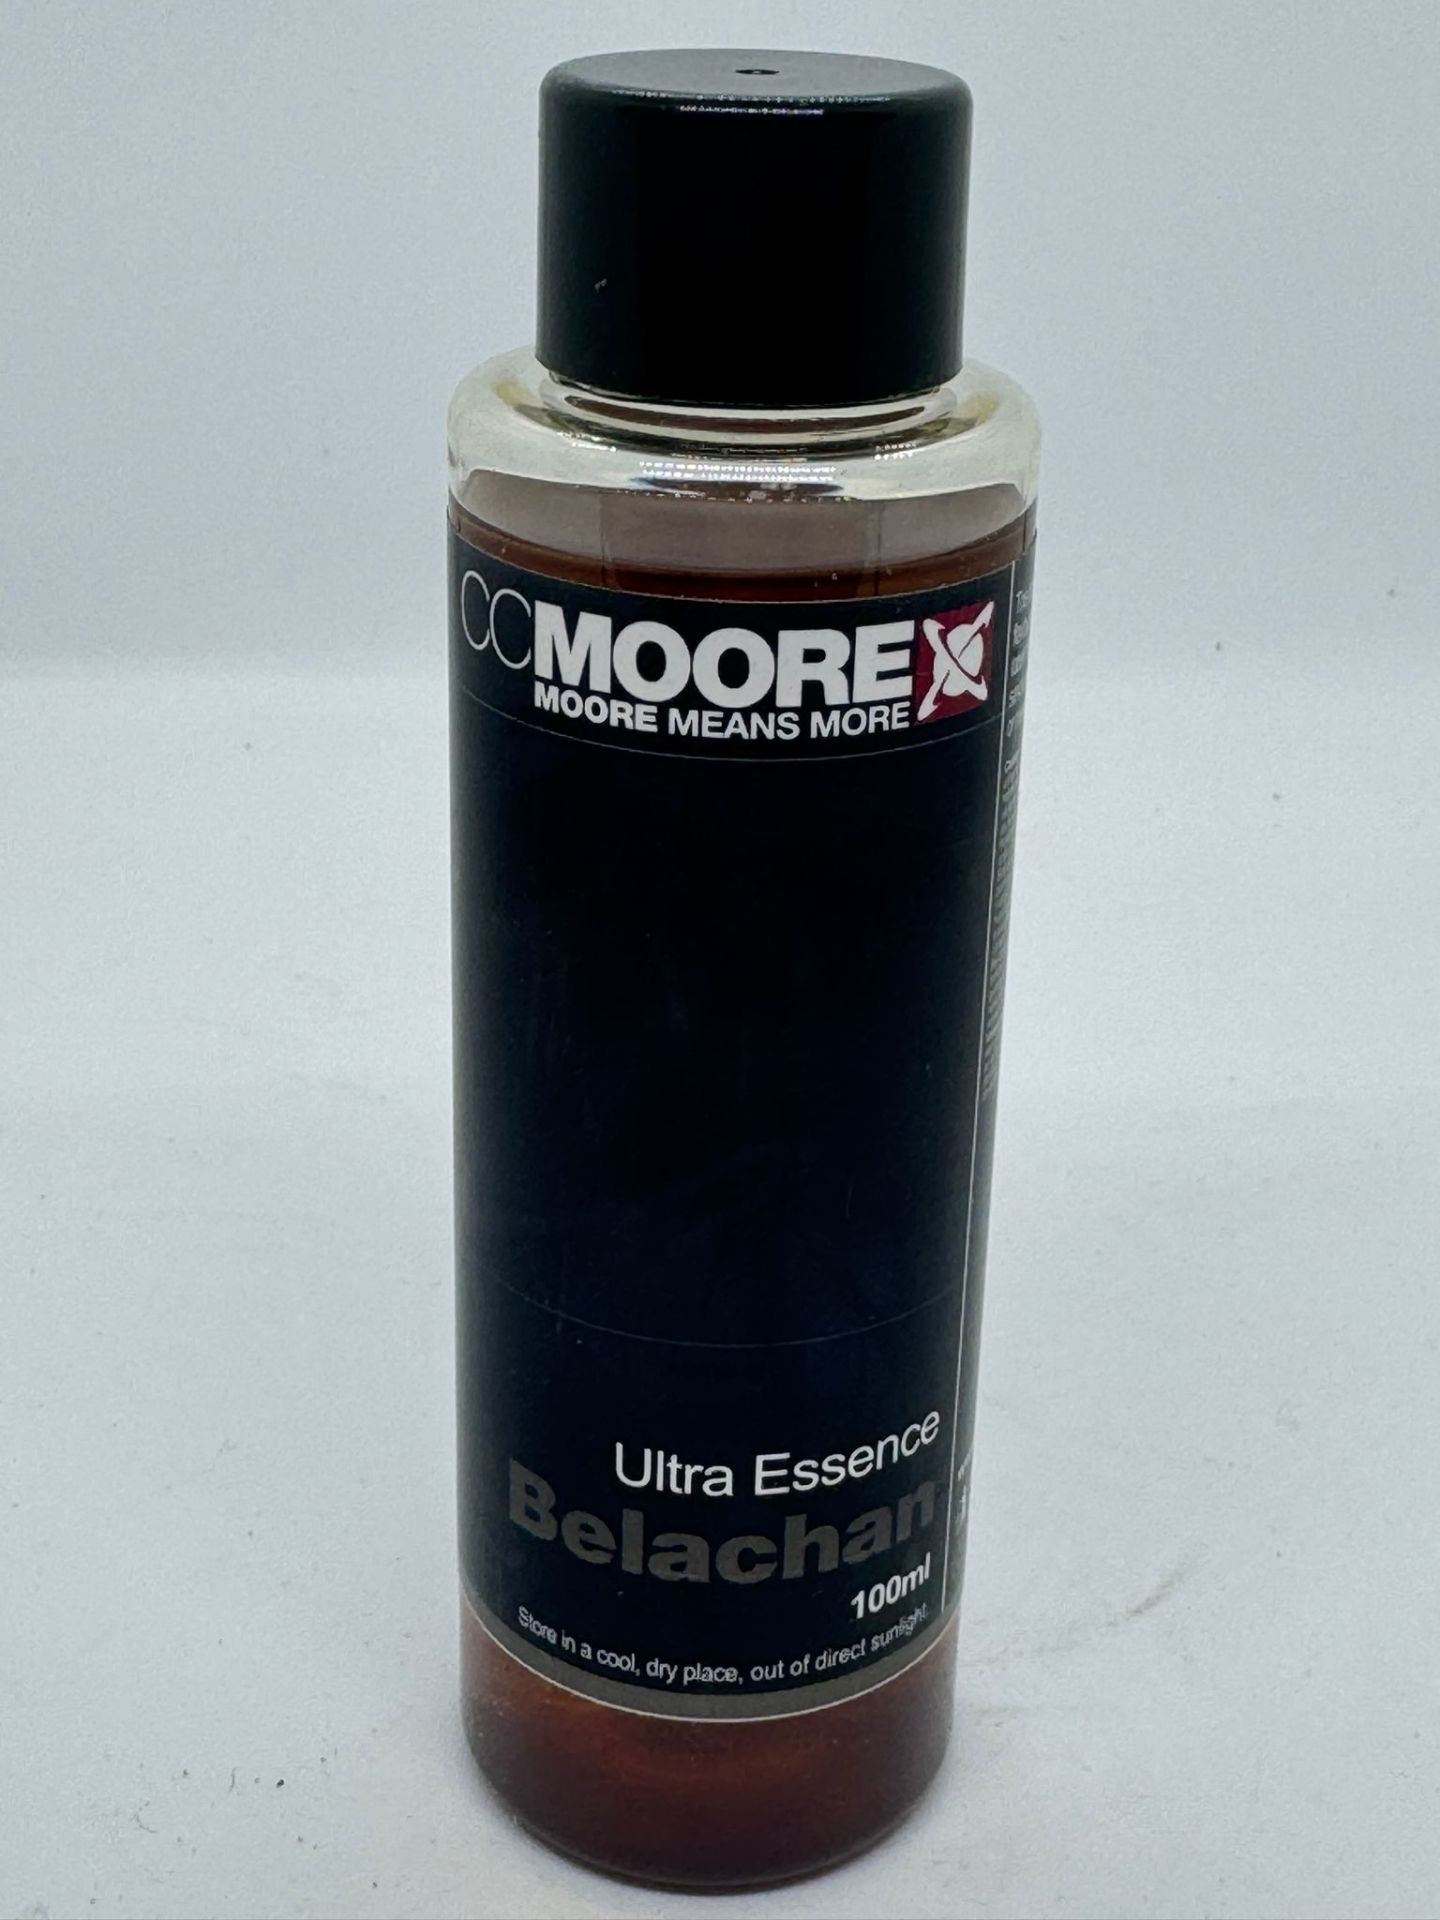 CCMOORE
MOORE MEANS MORE
Ultra Essence
Belachan
100ml
Store in a cool, dry place, out of direct sunlight.